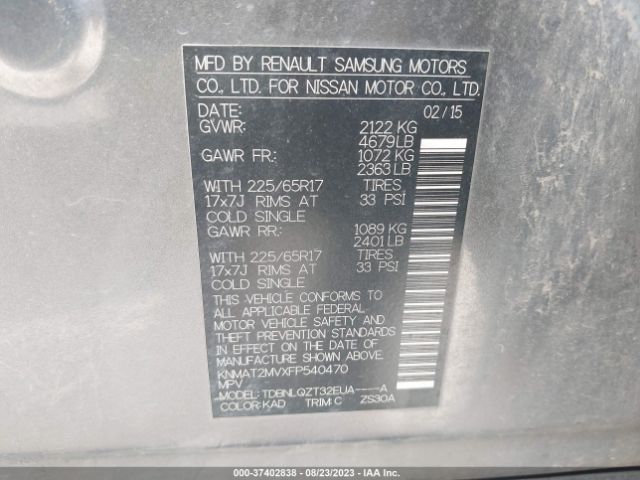 MFD BY RENAULT SAMSUNG MOTORS
CO., LTD. FOR NISSAN MOTOR CO., LTD.
DATE: 02/15
GVWR: 2122 KG
4679LB
GAWR FR: 1072 KG
2363LB
WITH 225/65R17 TIRES
17x7J RIMS AT 33 PSI
COLD SINGLE
GAWR RR: 1089 KG
2401LB
WITH 225/65R17 TIRES
17x7J RIMS AT 33 PSI
COLD SINGLE
THIS VEHICLE CONFORMS TO
ALL APPLICABLE FEDERAL
MOTOR VEHICLE SAFETY AND
THEFT PREVENTION STANDARDS
IN EFFECT ON THE DATE OF
MANUFACTURE SHOWN ABOVE.
KNMAT2MVXFP540470
MPV
MODEL: TDBNLQZT32EUA----A
COLOR: KAD TRIM: C ZS30A
000-37402838 - 08/23/2023 - IAA Inc.